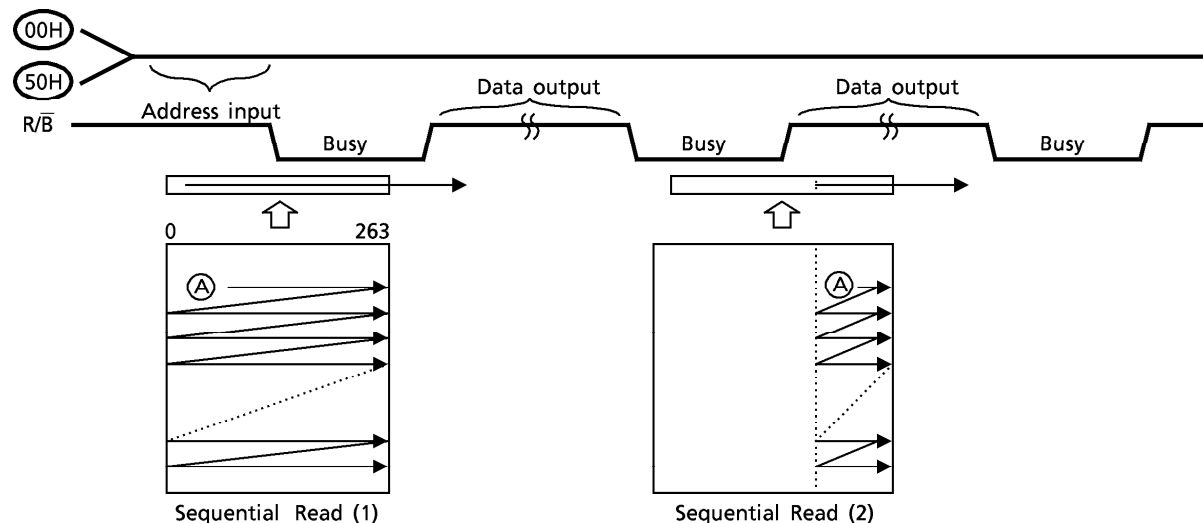 00H
50H
Address input
Data output
Data output
R/B̅
Busy
Busy
Busy
0 263
A
A
Sequential Read (1)
Sequential Read (2)